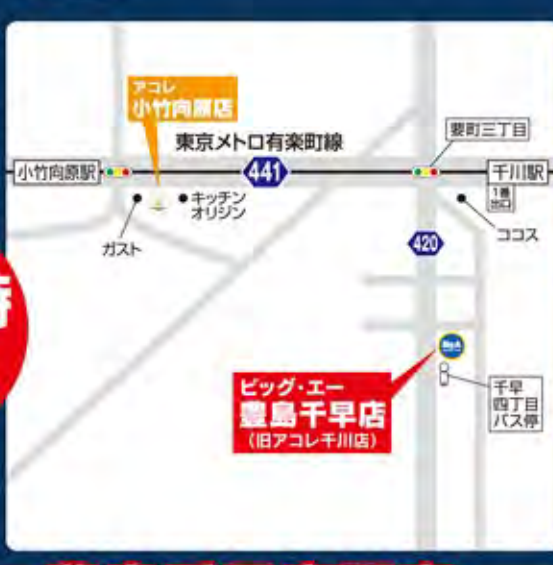 アコレ
小竹向原店
東京メトロ有楽町線
要町三丁目
小竹向原駅
441
千川駅
1番
出口
キッチン
オリジン
ガスト
ココス
420
ビッグ・エー
豊島千早店
(旧アコレ千川店)
千早
四丁目
バス停